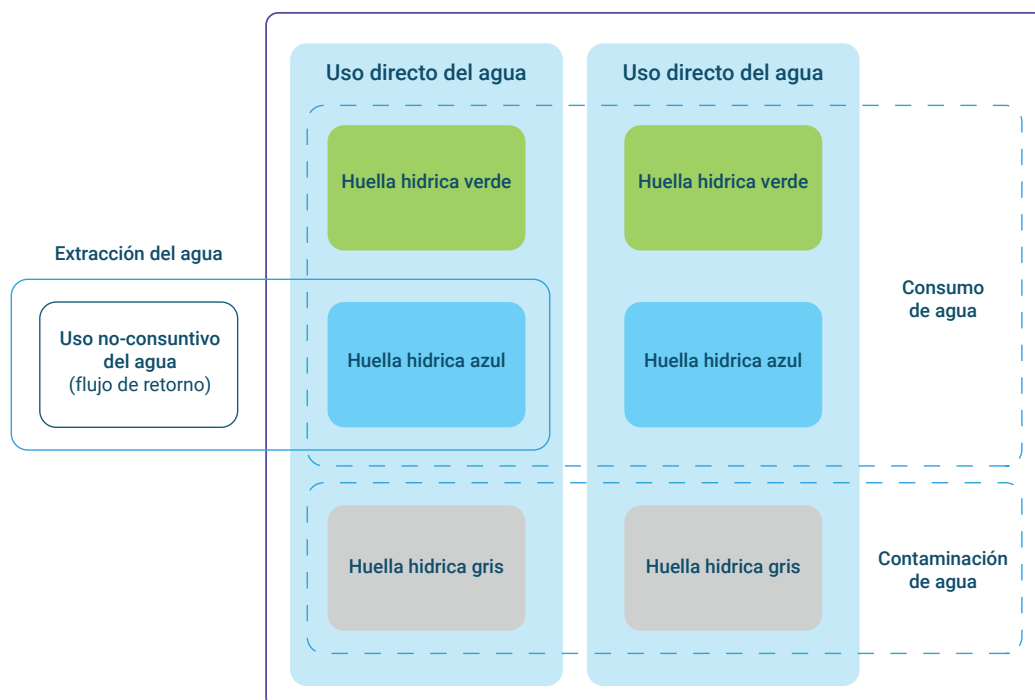 Uso directo del agua
Uso directo del agua
Huella hidrica verde
Huella hidrica verde
Extracción del agua
Uso no-consuntivo
del agua
(flujo de retorno)
Huella hidrica azul
Huella hidrica azul
Consumo
de agua
Huella hidrica gris
Huella hidrica gris
Contaminación
de agua